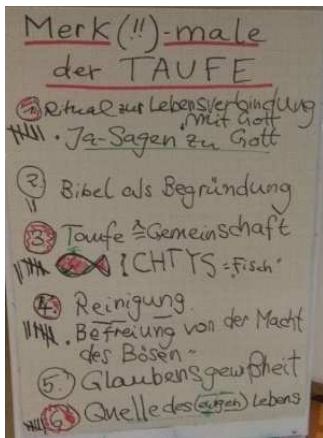 Merk(!!)-male
der TAUFE
1. Ritual zur Lebensverbindung
mit Gott
• Ja-Sagen zu Gott
2. Bibel als Begründung
3. Taufe ≙ Gemeinschaft
ICHTYS = „Fisch"
4. Reinigung
• Befreiung von der Macht
des Bösen
5. Glaubensgewißheit
6. Quelle des (ewigen) Lebens